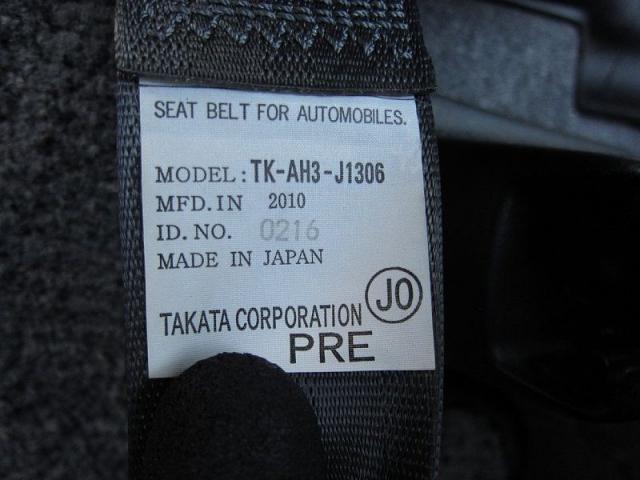 SEAT BELT FOR AUTOMOBILES.
MODEL: TK-AH3-J1306
MFD. IN 2010
ID. NO. 0216
MADE IN JAPAN
JO
TAKATA CORPORATION
PRE